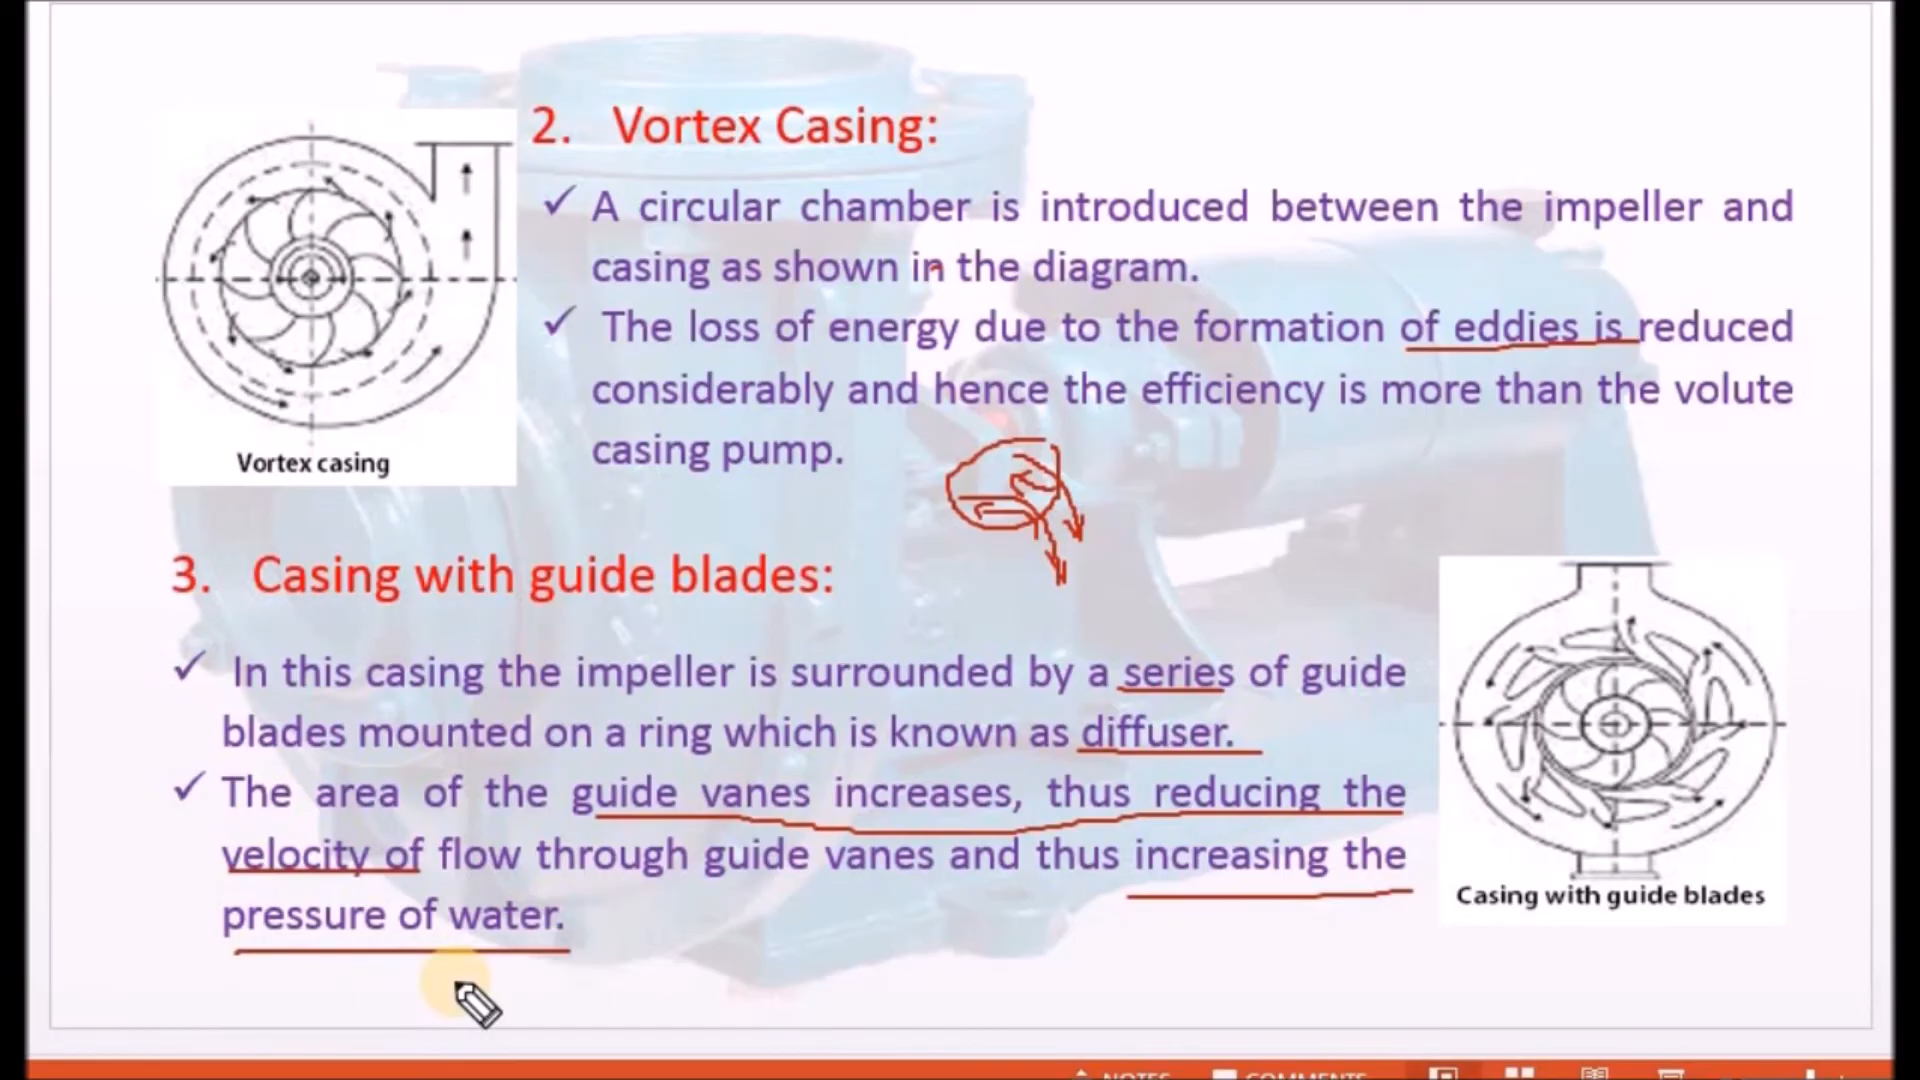 2. Vortex Casing:
✓ A circular chamber is introduced between the impeller and
casing as shown in the diagram.
✓ The loss of energy due to the formation of eddies is reduced
considerably and hence the efficiency is more than the volute
casing pump.
Vortex casing
3. Casing with guide blades:
✓ In this casing the impeller is surrounded by a series of guide
blades mounted on a ring which is known as diffuser.
✓ The area of the guide vanes increases, thus reducing the
velocity of flow through guide vanes and thus increasing the
pressure of water.
Casing with guide blades
NOTES COMMENTS